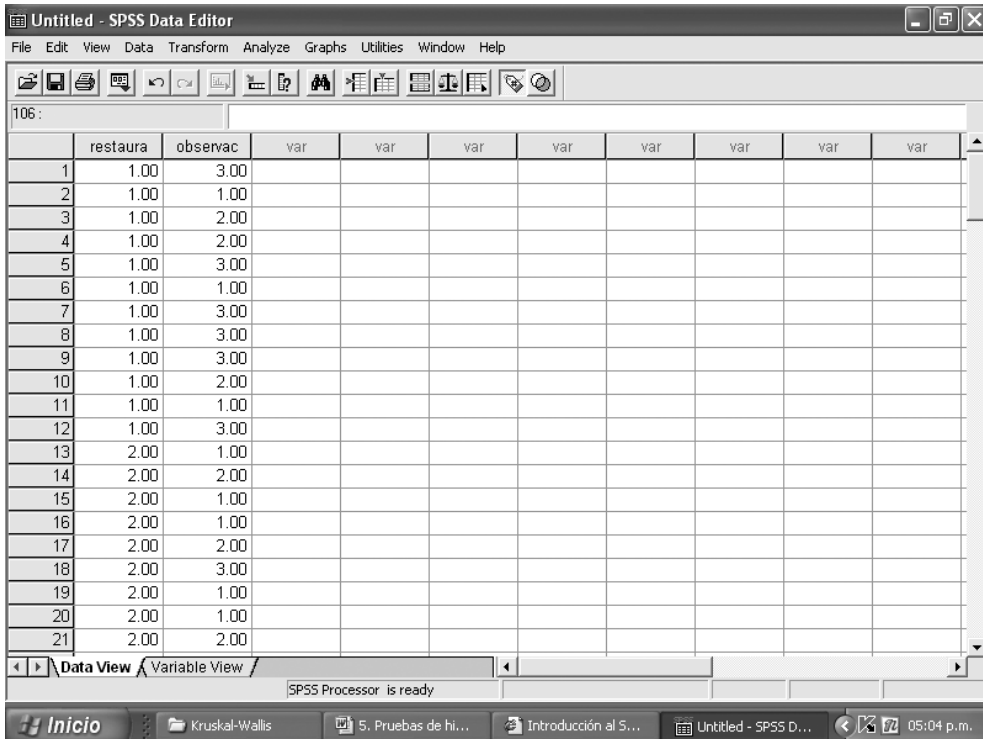 Untitled - SPSS Data Editor
File Edit View Data Transform Analyze Graphs Utilities Window Help
106 :
restaura observac var var var var var var var var
1 1.00 3.00
2 1.00 1.00
3 1.00 2.00
4 1.00 2.00
5 1.00 3.00
6 1.00 1.00
7 1.00 3.00
8 1.00 3.00
9 1.00 3.00
10 1.00 2.00
11 1.00 1.00
12 1.00 3.00
13 2.00 1.00
14 2.00 2.00
15 2.00 1.00
16 2.00 1.00
17 2.00 2.00
18 2.00 3.00
19 2.00 1.00
20 2.00 1.00
21 2.00 2.00
Data View Variable View
SPSS Processor is ready
Inicio Kruskal-Wallis 5. Pruebas de hi... Introducción al S... Untitled - SPSS D... 05:04 p.m.